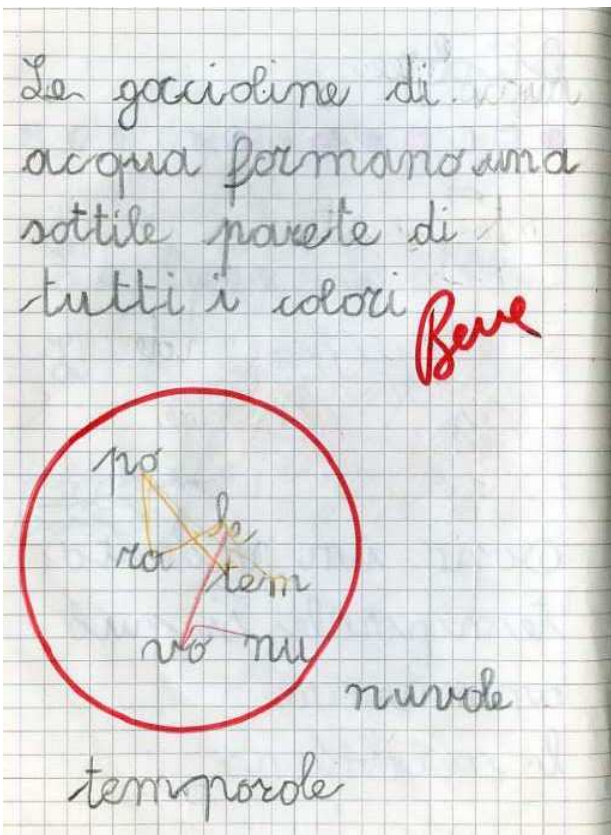 Le goccioline di
acqua formano una
sottile parete di
tutti i colori
Bene
po
le
ro
tem
vo nu
nuvole
temporole